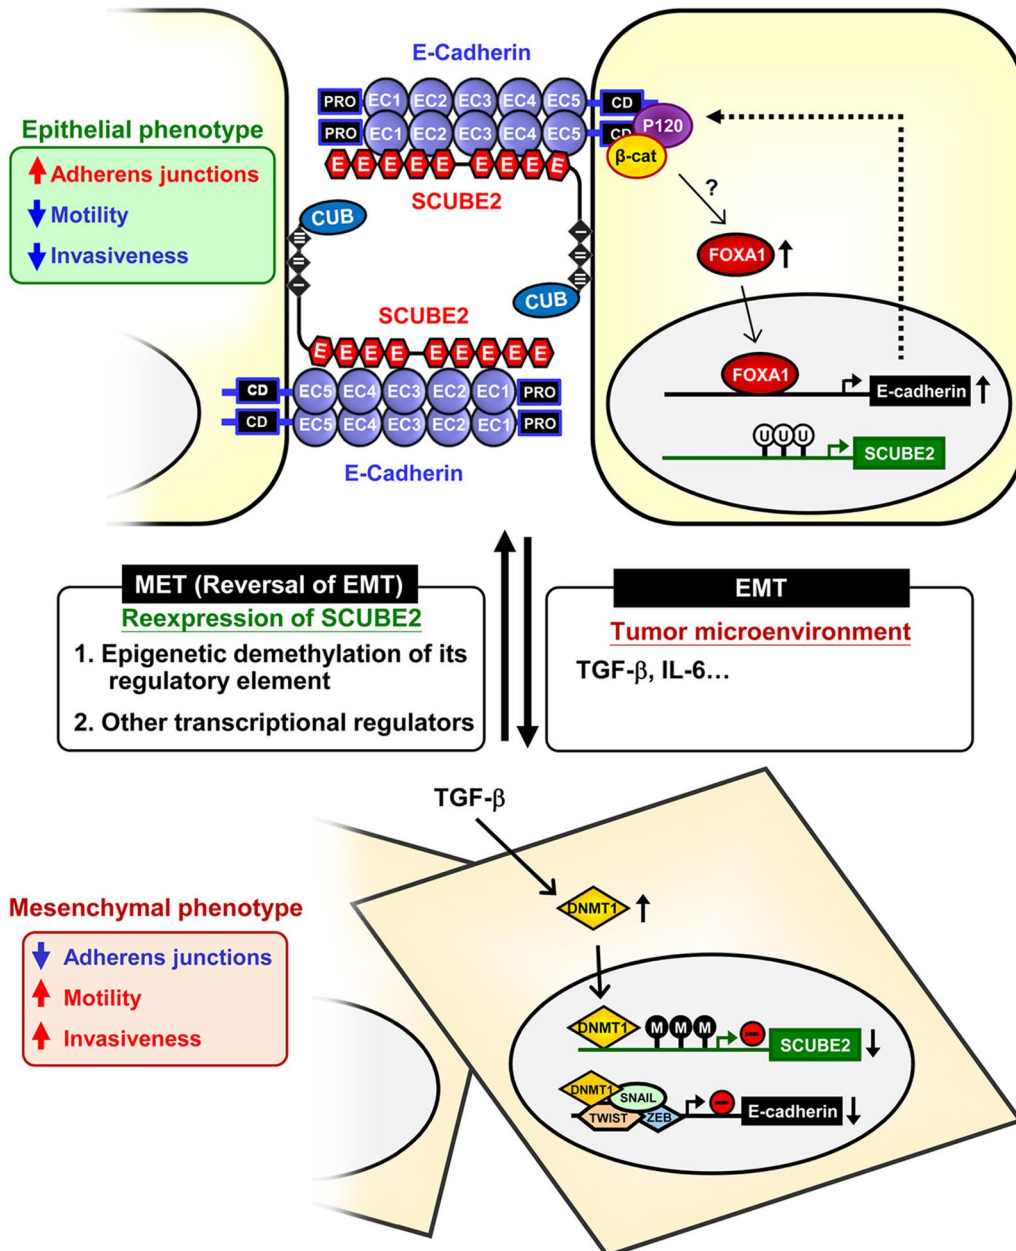 E-Cadherin
PRO EC1 EC2 EC3 EC4 EC5 CD
PRO EC1 EC2 EC3 EC4 EC5 CD P120
β-cat
E E E E E E E E E
SCUBE2
Epithelial phenotype
Adherens junctions
Motility
Invasiveness
CUB
CUB
?
FOXA1
FOXA1
E-cadherin
U U U
SCUBE2
SCUBE2
E E E E E E E E E
CD EC5 EC4 EC3 EC2 EC1 PRO
CD EC5 EC4 EC3 EC2 EC1 PRO
E-Cadherin
MET (Reversal of EMT)
Reexpression of SCUBE2
1. Epigenetic demethylation of its
regulatory element
2. Other transcriptional regulators
EMT
Tumor microenvironment
TGF-β, IL-6...
TGF-β
DNMT1
Mesenchymal phenotype
Adherens junctions
Motility
Invasiveness
DNMT1 M M M
SCUBE2
DNMT1
SNAIL
TWIST ZEB
E-cadherin